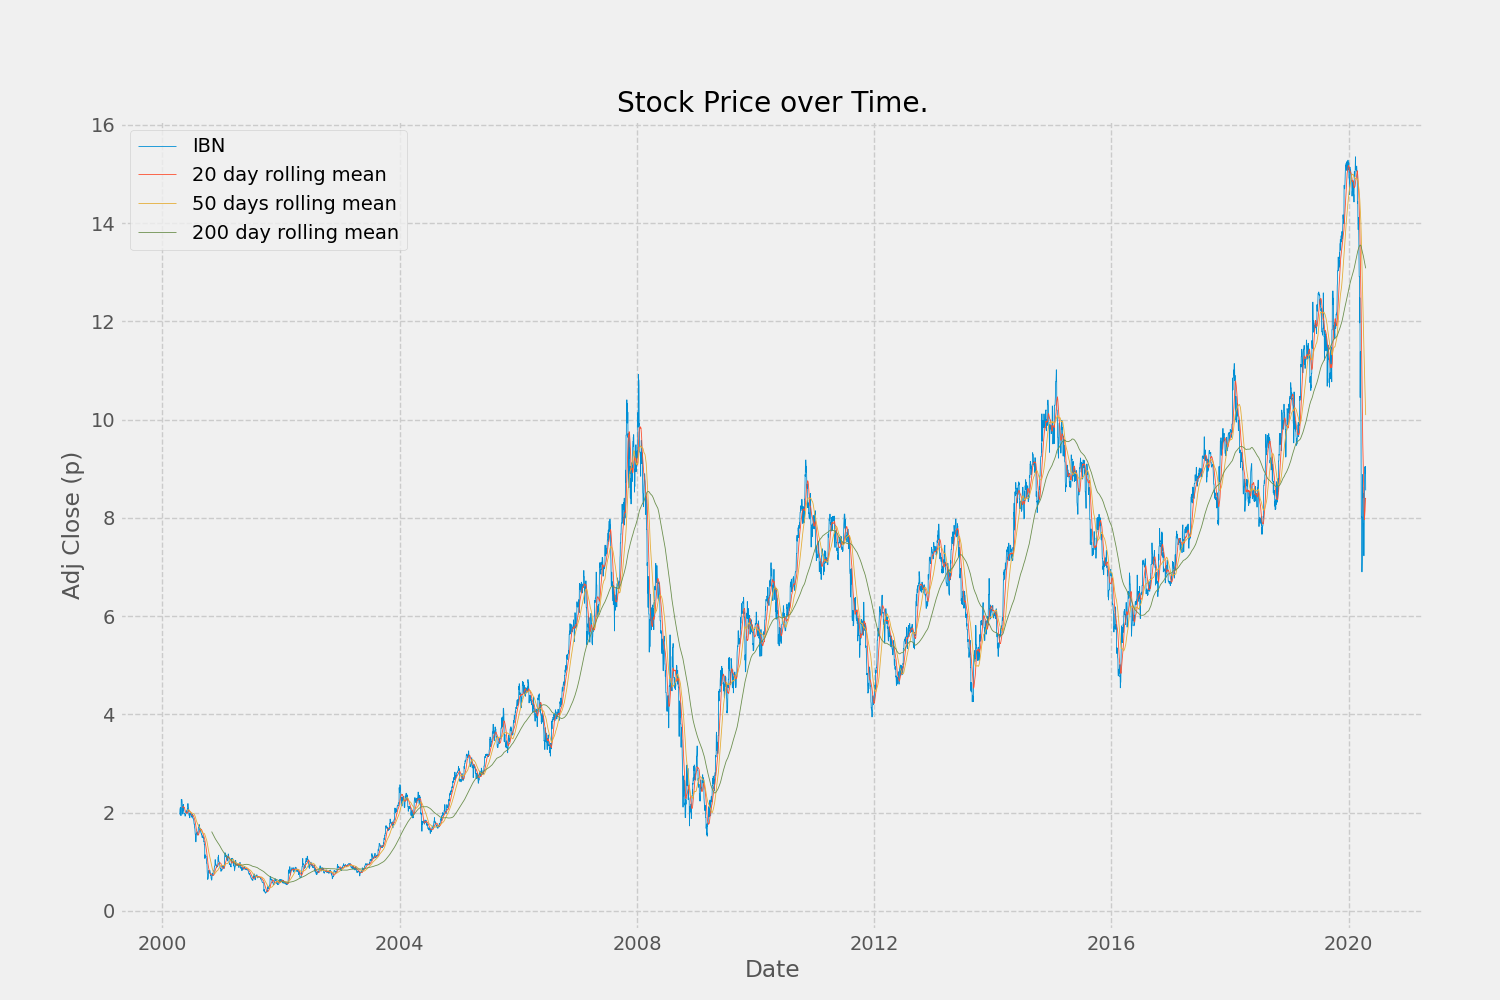 Stock Price over Time.
16
14
12
10
8
6
4
2
0
Adj Close (p)
IBN
20 day rolling mean
50 days rolling mean
200 day rolling mean
2000
2004
2008
2012
2016
2020
Date